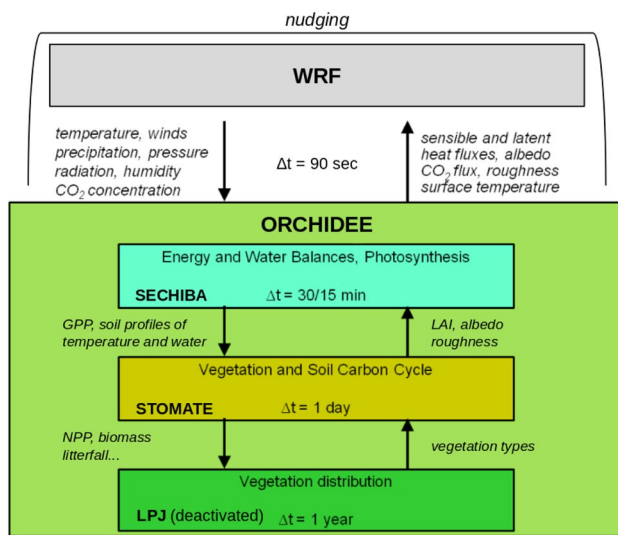 nudging
WRF
temperature, winds
precipitation, pressure
radiation, humidity
CO₂ concentration
Δt = 90 sec
sensible and latent
heat fluxes, albedo
CO₂ flux, roughness
surface temperature
ORCHIDEE
Energy and Water Balances, Photosynthesis
SECHIBA Δt = 30/15 min
GPP, soil profiles of
temperature and water
LAI, albedo
roughness
Vegetation and Soil Carbon Cycle
STOMATE Δt = 1 day
NPP, biomass
litterfall...
vegetation types
Vegetation distribution
LPJ (deactivated) Δt = 1 year